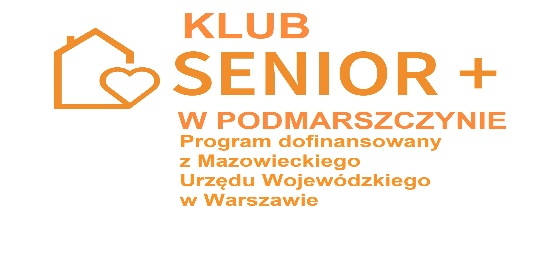 KLUB
SENIOR +
W PODMARSZCZYNIE
Program dofinansowany
z Mazowieckiego
Urzędu Wojewódzkiego
w Warszawie